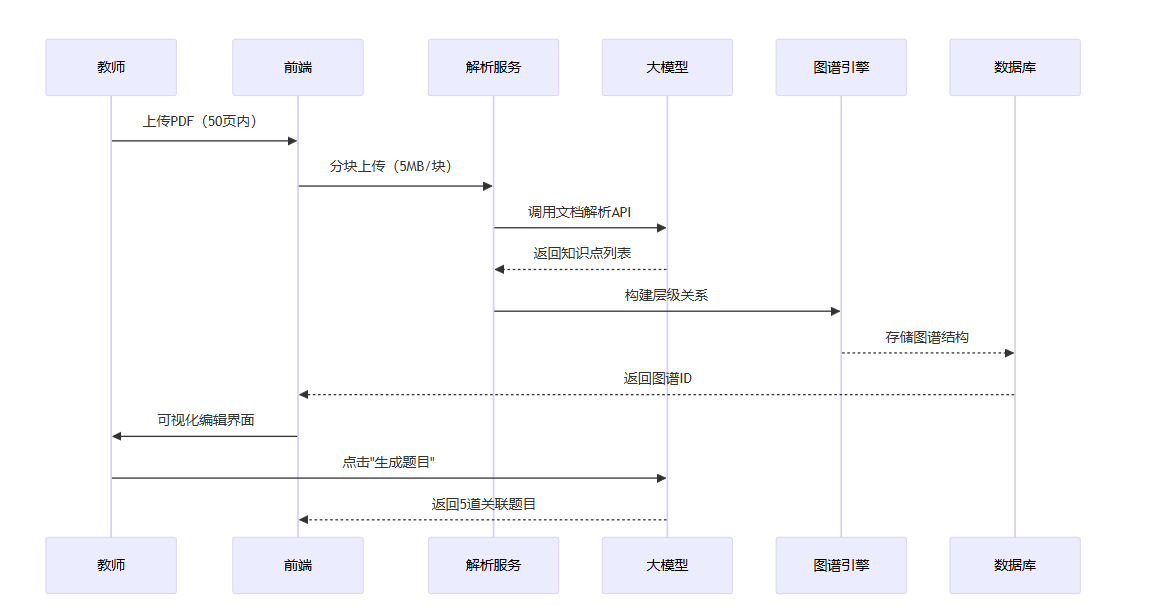 教师
前端
解析服务
大模型
图谱引擎
数据库
上传PDF（50页内）
分块上传（5MB/块）
调用文档解析API
返回知识点列表
构建层级关系
存储图谱结构
返回图谱ID
可视化编辑界面
点击"生成题目"
返回5道关联题目
教师
前端
解析服务
大模型
图谱引擎
数据库